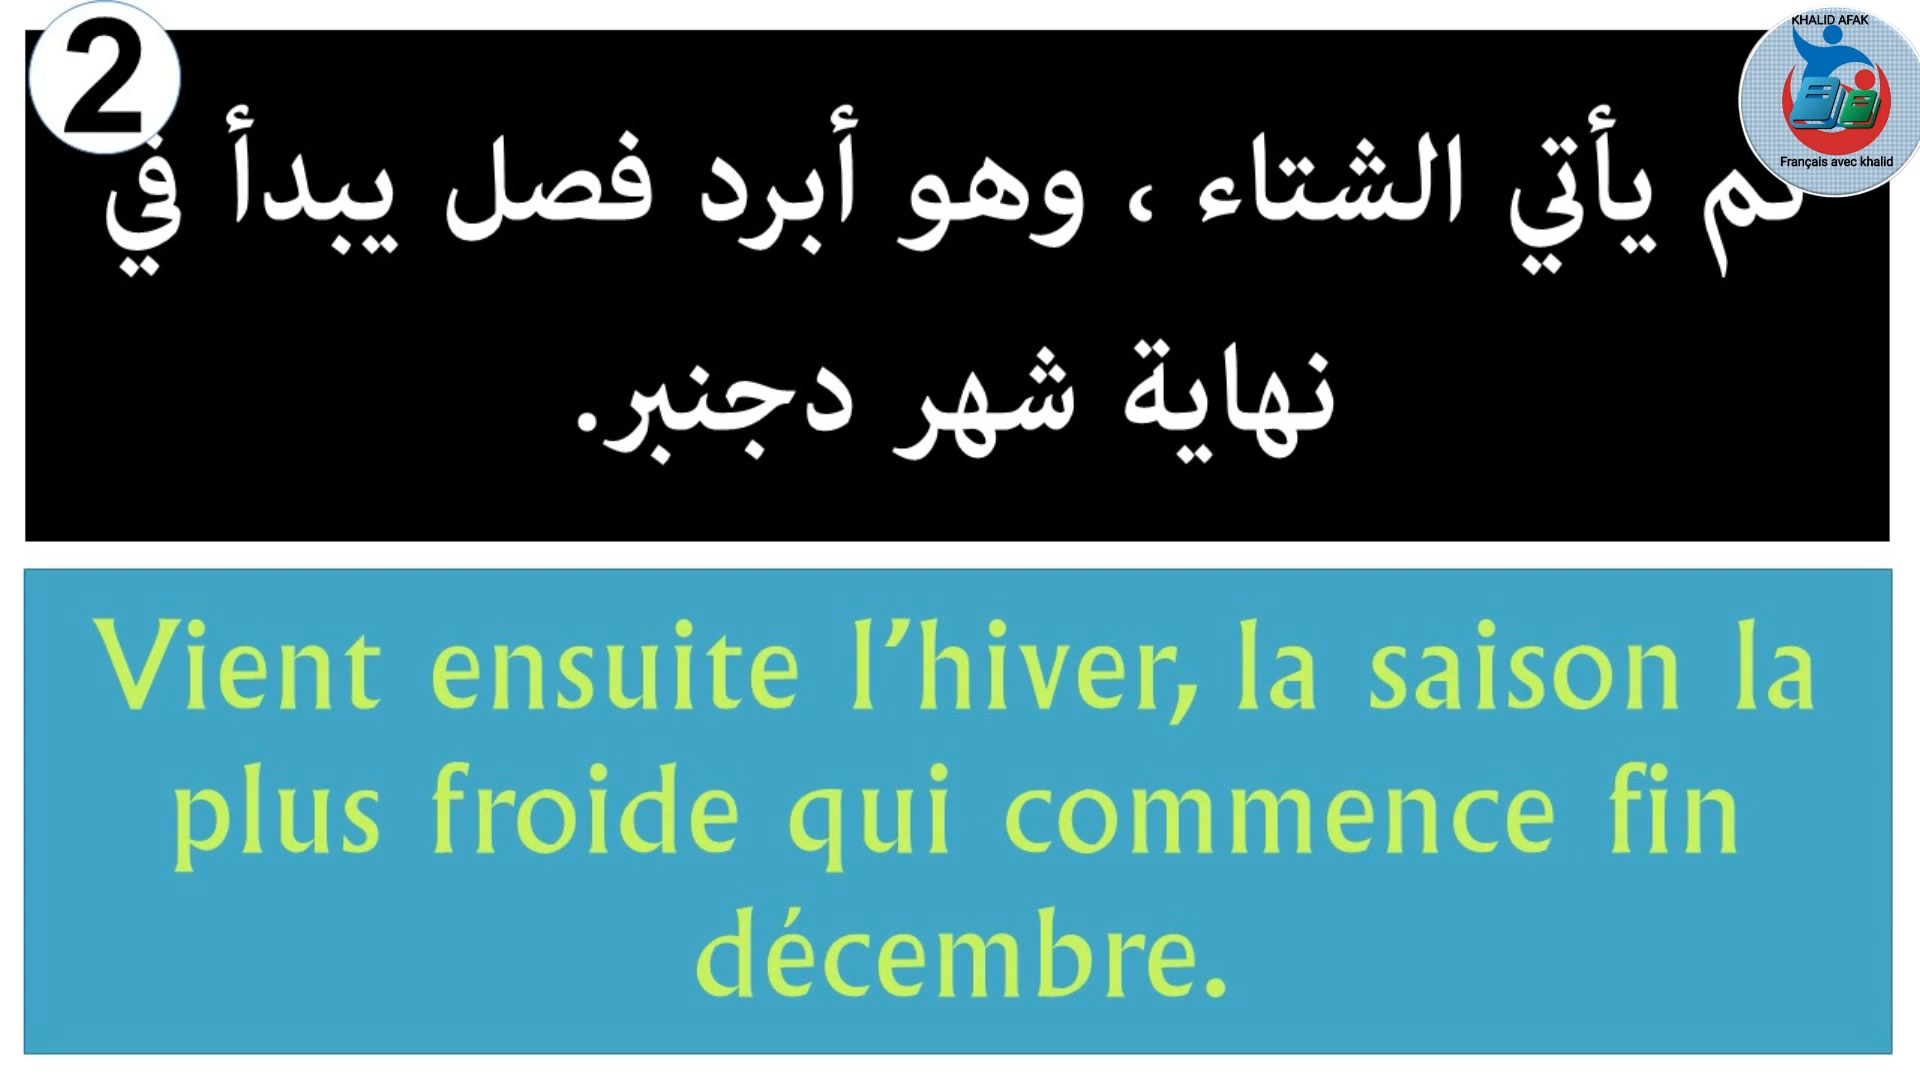 2
KHALID AFAK
Français avec khalid
يأتي الشتاء ، وهو أبرد فصل يبدأ في
نهاية شهر دجنبر.
Vient ensuite l’hiver, la saison la
plus froide qui commence fin
décembre.